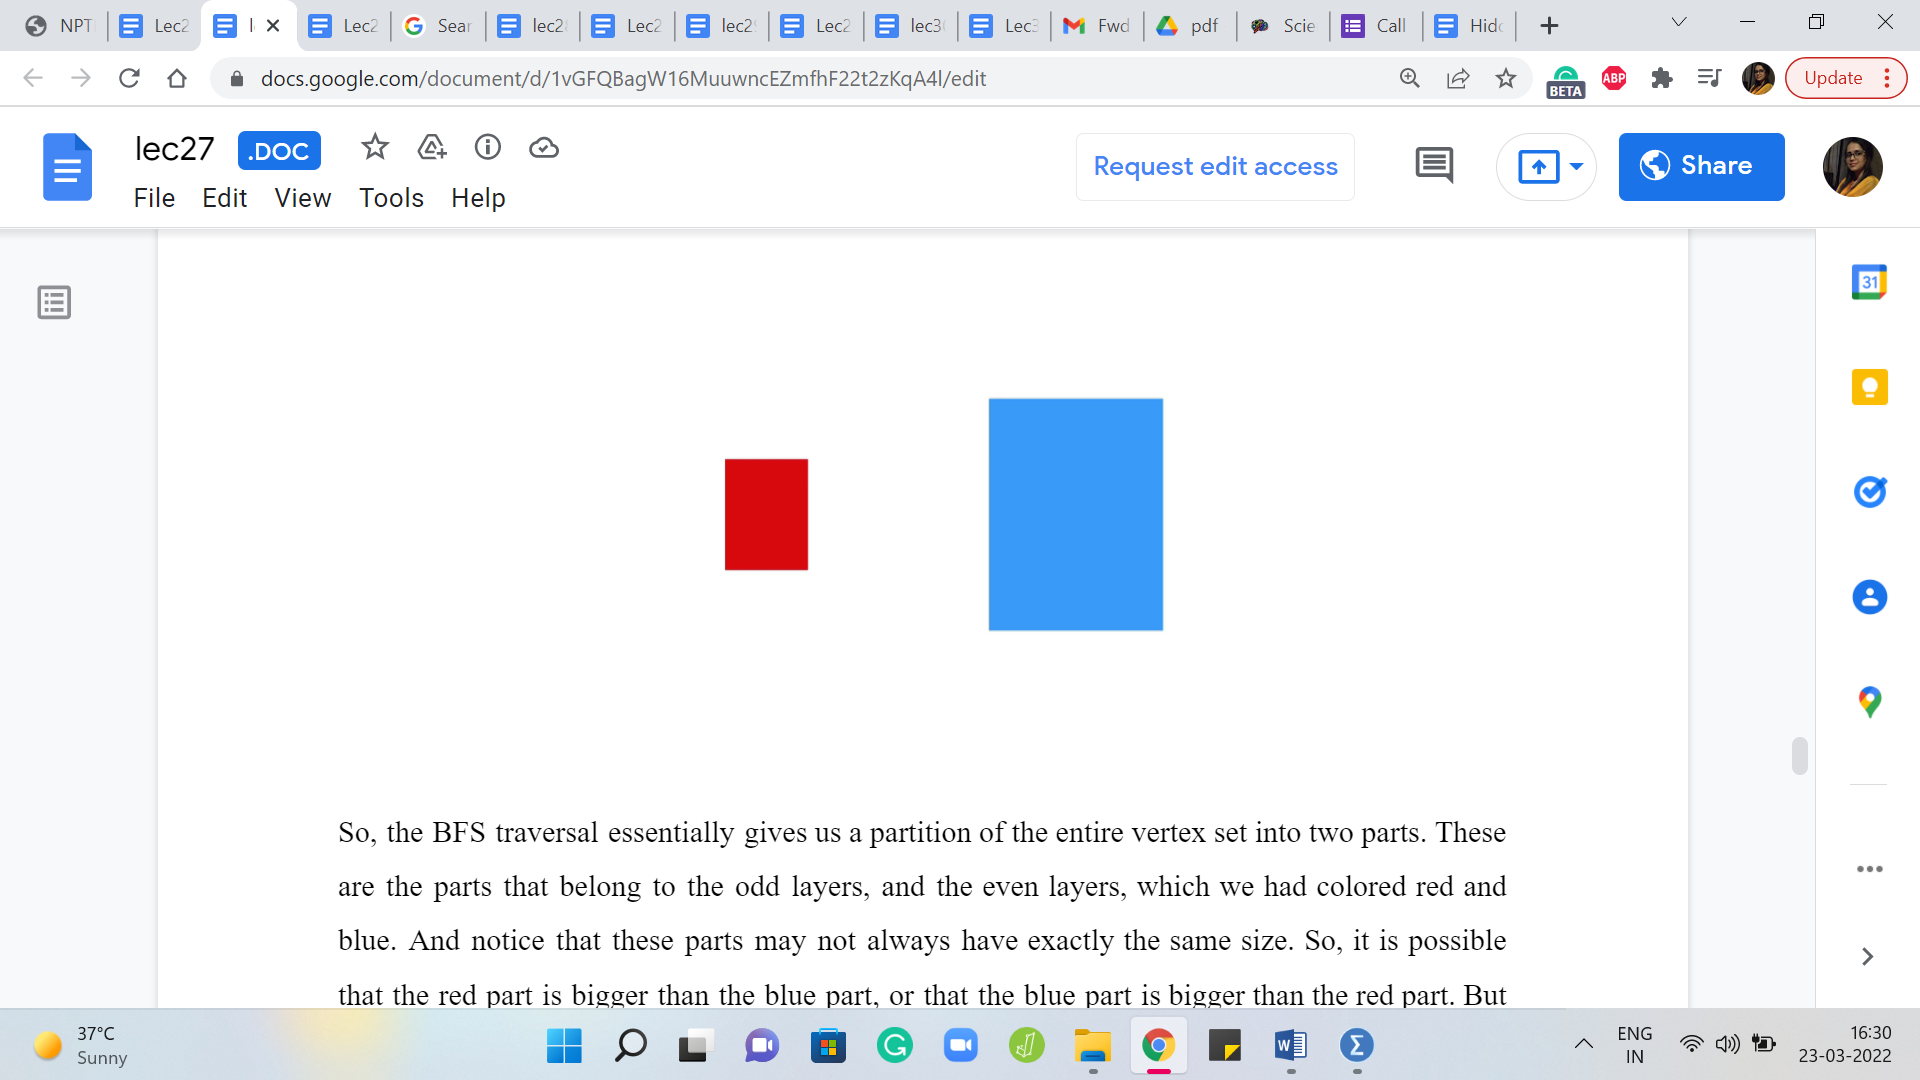 NPT Lec2 l Lec2 Sear lec2 Lec2 lec2 Lec2 lec3 Lec3 Fwd pdf Scie Call Hidd
docs.google.com/document/d/1vGFQBagW16MuuwncEZmfhF22t2zKqA4l/edit ABP BETA Update
lec27 .DOC
File Edit View Tools Help
Request edit access
Share
31
So, the BFS traversal essentially gives us a partition of the entire vertex set into two parts. These
are the parts that belong to the odd layers, and the even layers, which we had colored red and
blue. And notice that these parts may not always have exactly the same size. So, it is possible
that the red part is bigger than the blue part, or that the blue part is bigger than the red part. But
37°C
Sunny
ENG
IN
16:30
23-03-2022